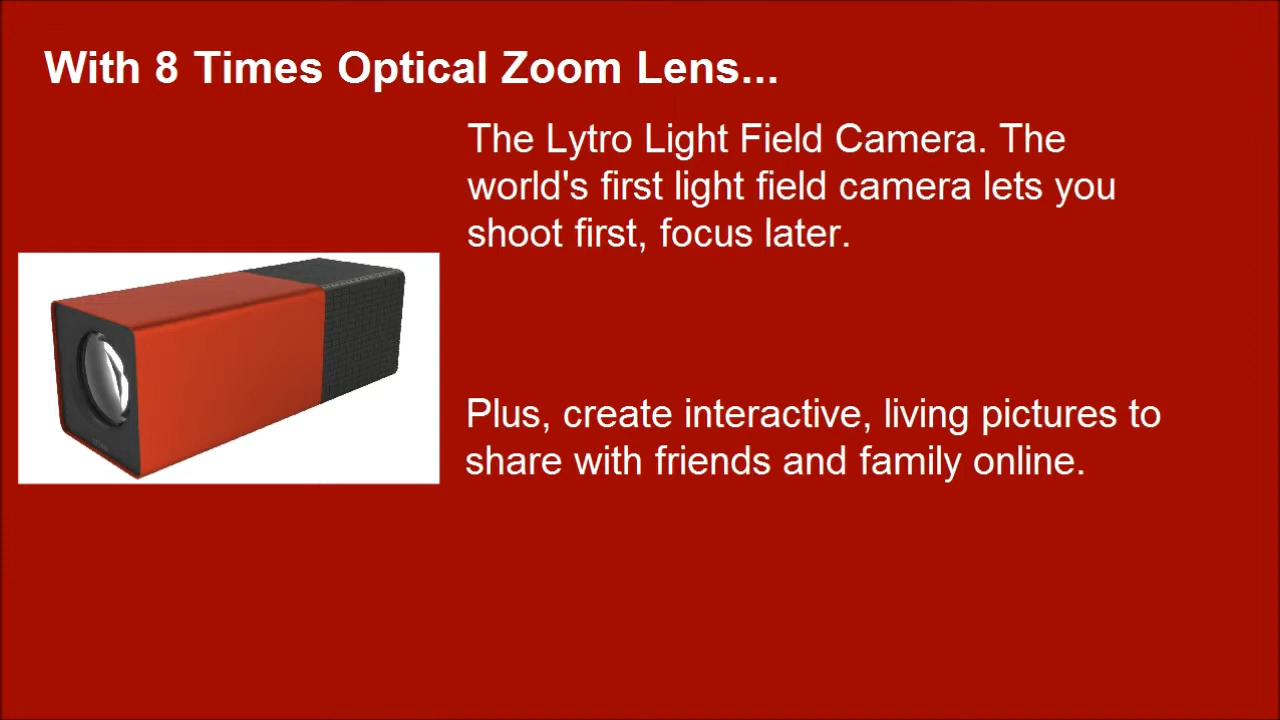 With 8 Times Optical Zoom Lens...
The Lytro Light Field Camera. The
world's first light field camera lets you
shoot first, focus later.
Plus, create interactive, living pictures to
share with friends and family online.